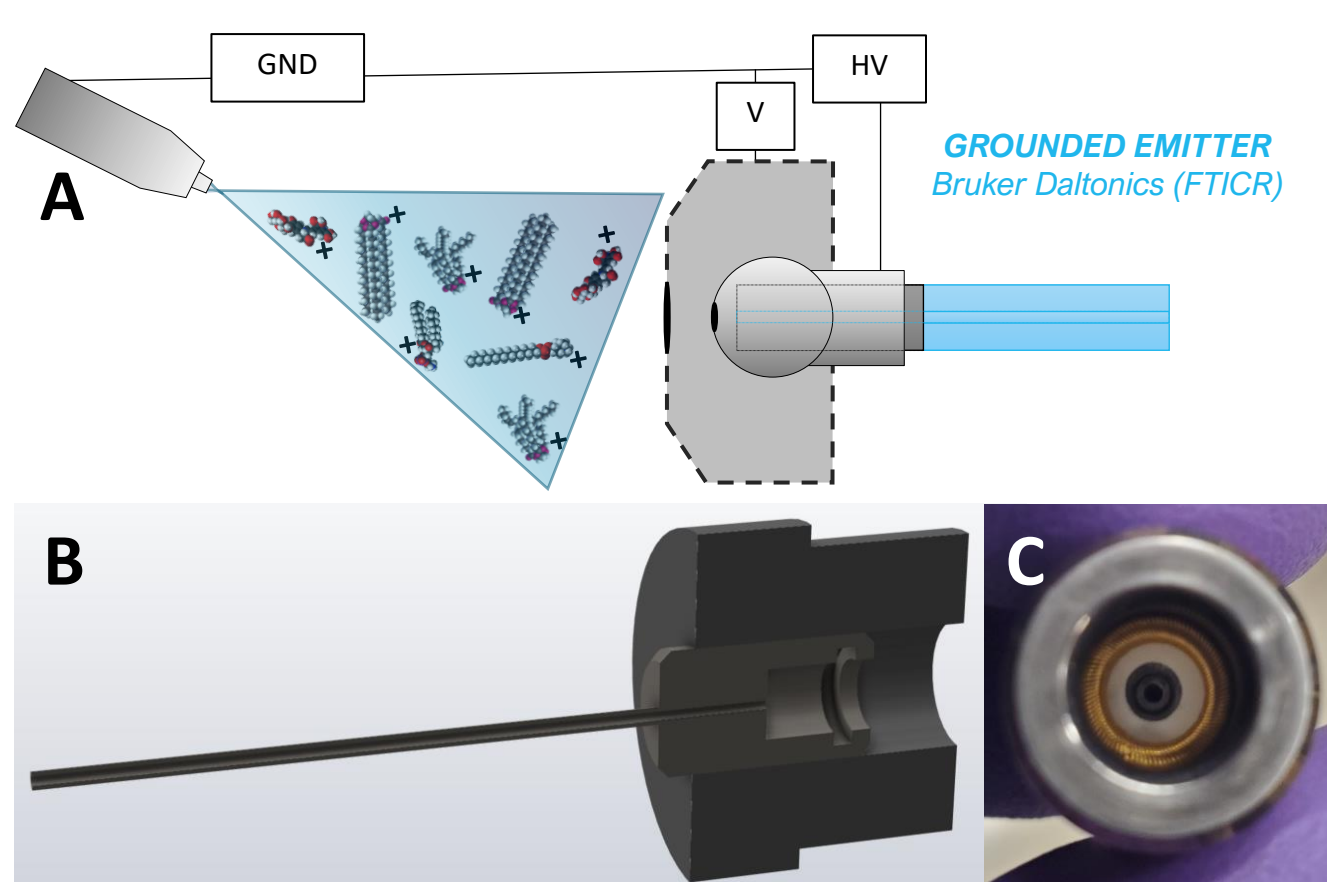 GND
HV
V
GROUNDED EMITTER
Bruker Daltonics (FTICR)
A
+
+
+
+
+
+
+
+
B
C